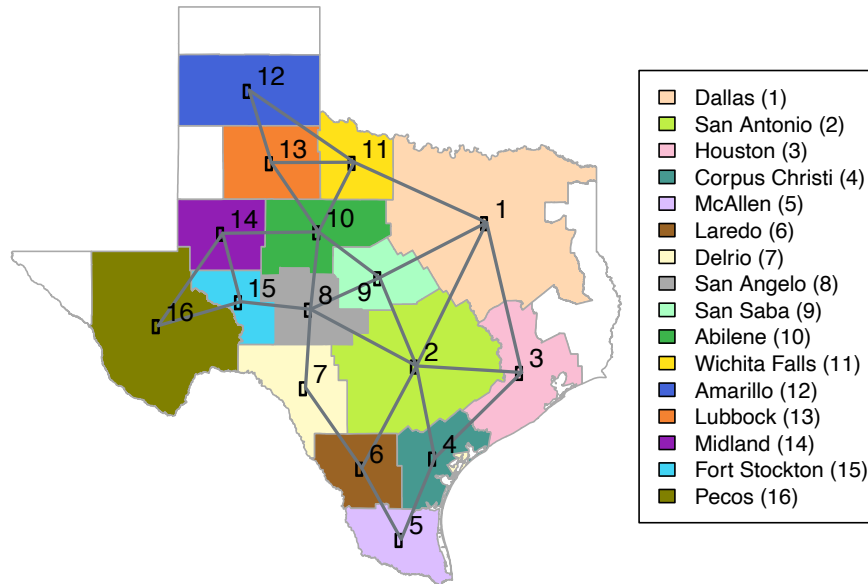 12
13
11
1
14
10
15
8
9
16
2
3
7
6
4
5
Dallas (1)
San Antonio (2)
Houston (3)
Corpus Christi (4)
McAllen (5)
Laredo (6)
Delrio (7)
San Angelo (8)
San Saba (9)
Abilene (10)
Wichita Falls (11)
Amarillo (12)
Lubbock (13)
Midland (14)
Fort Stockton (15)
Pecos (16)